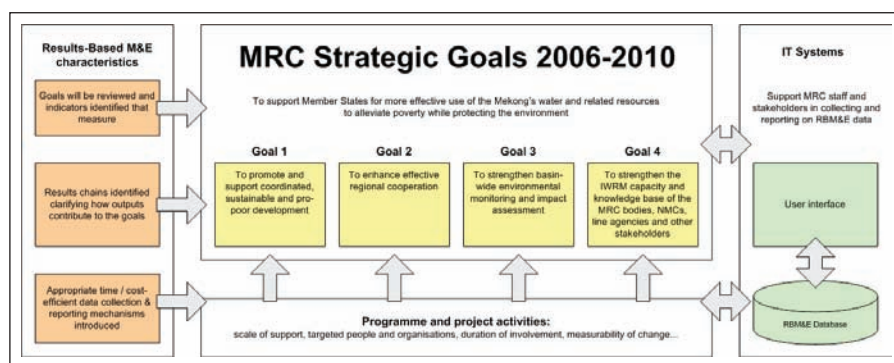 Results-Based M&E
characteristics
Goals will be reviewed and
indicators identified that
measure
Results chains identified
clarifying how outputs
contribute to the goals
Appropriate time / cost-
efficient data collection &
reporting mechanisms
introduced
MRC Strategic Goals 2006-2010
To support Member States for more effective use of the Mekong's water and related resources
to alleviate poverty while protecting the environment
Goal 1
To promote and
support coordinated,
sustainable and pro-
poor development
Goal 2
To enhance effective
regional cooperation
Goal 3
To strengthen basin-
wide environmental
monitoring and impact
assessment
Goal 4
To strengthen the
IWRM capacity and
knowledge base of the
MRC bodies, NMCs,
line agencies and other
stakeholders
Programme and project activities:
scale of support, targeted people and organisations, duration of involvement, measurability of change...
IT Systems
Support MRC staff and
stakeholders in collecting and
reporting on RBM&E data
User interface
RBM&E Database